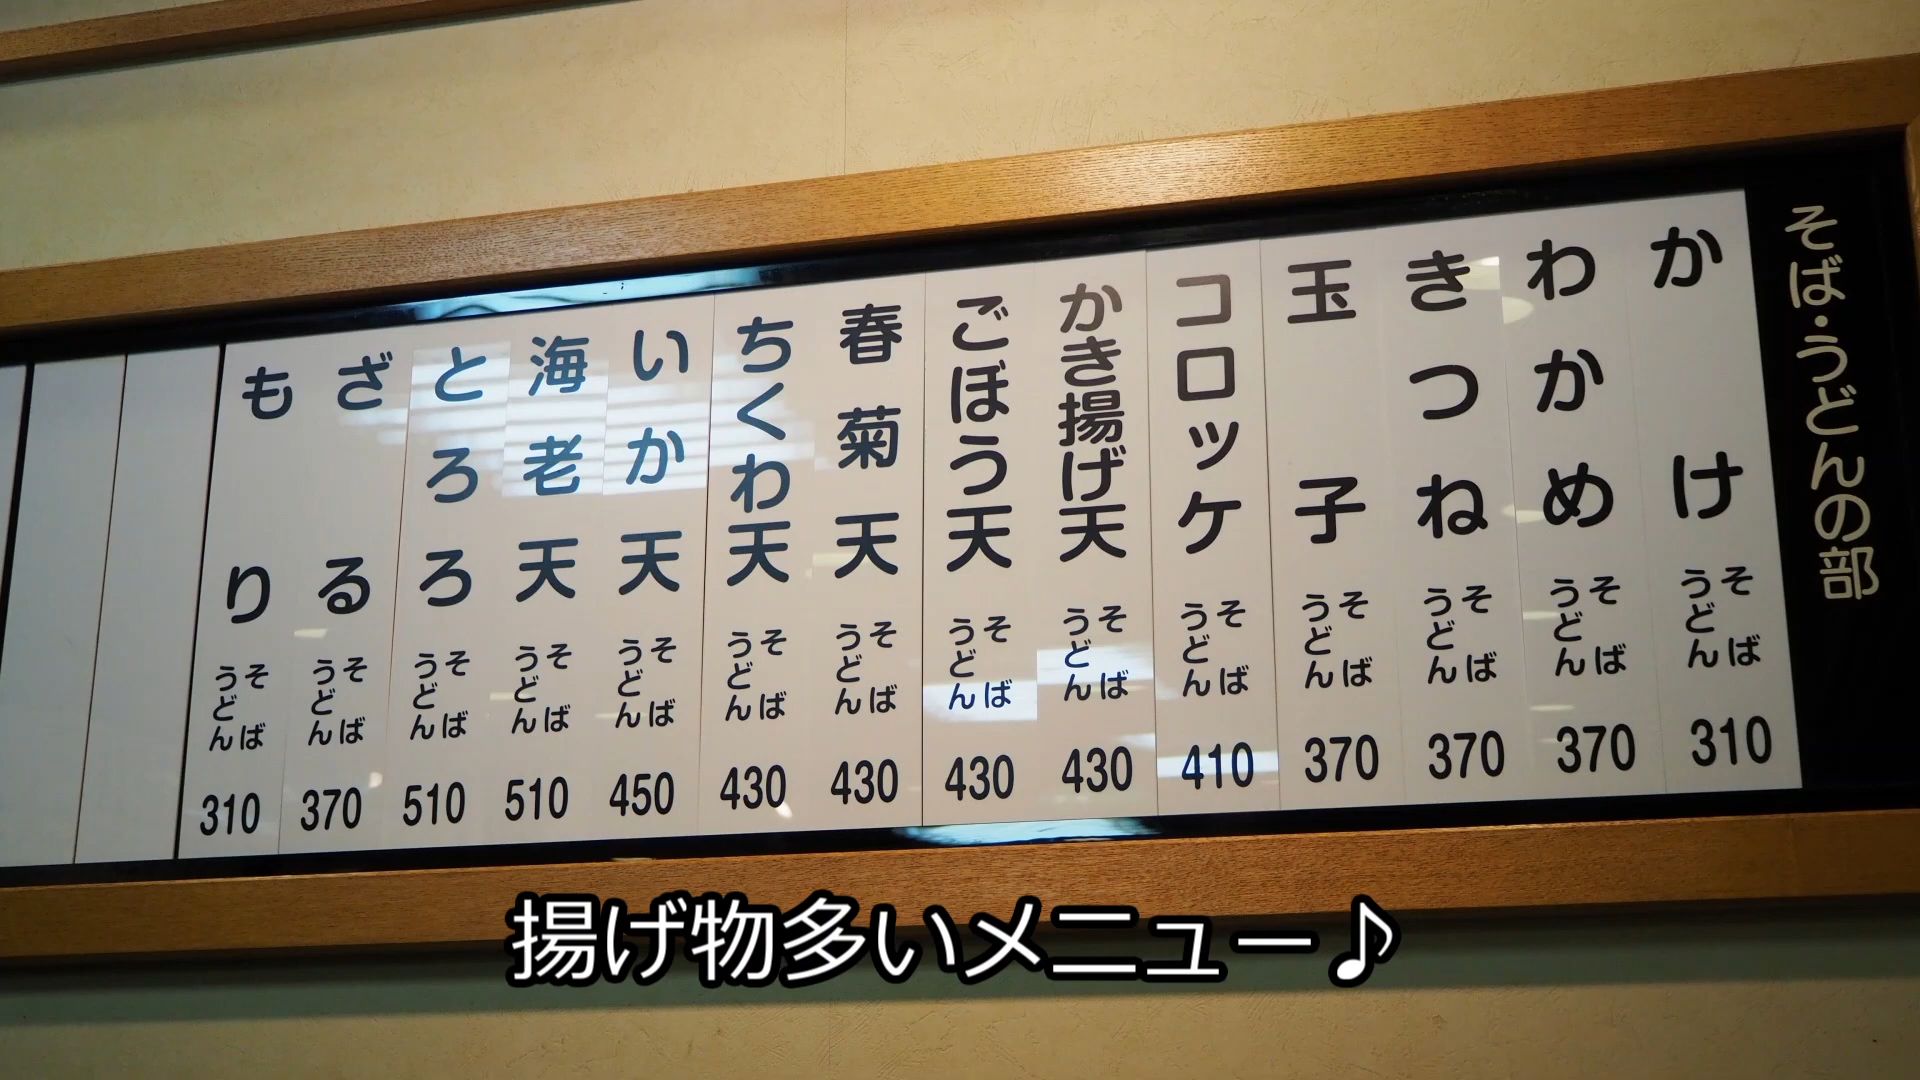 そば・うどんの部
かけ そば うどん 310
わかめ そば うどん 370
きつね そば うどん 370
玉子 そば うどん 370
コロッケ そば うどん 410
かき揚げ天 そば うどん 430
ごぼう天 そば うどん 430
春菊天 そば うどん 430
ちくわ天 そば うどん 430
いか天 そば うどん 450
海老天 そば うどん 510
とろろ そば うどん 510
ざる そば うどん 370
もり そば うどん 310
揚げ物多いメニュー♪